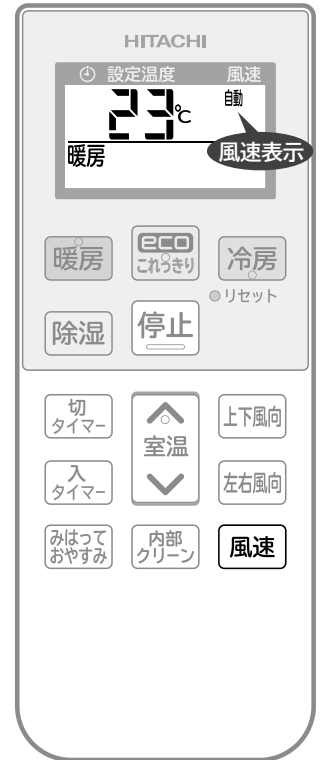 HITACHI
設定温度 風速
23℃ 自動
暖房
風速表示
暖房
eco
これっきり
冷房
リセット
除湿
停止
切
タイマー
室温
上下風向
入
タイマー
左右風向
みはって
おやすみ
内部
クリーン
風速